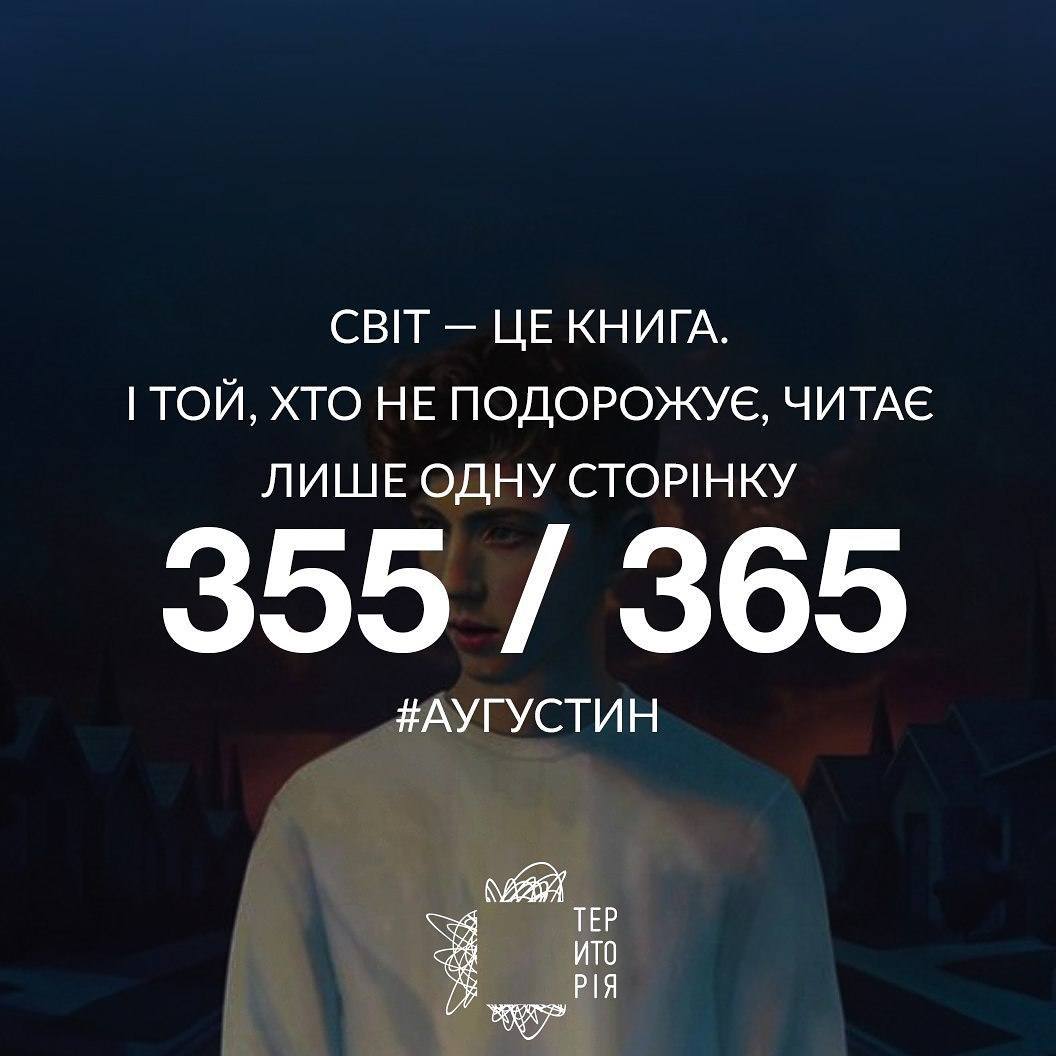 СВІТ — ЦЕ КНИГА.
І ТОЙ, ХТО НЕ ПОДОРОЖУЄ, ЧИТАЄ
ЛИШЕ ОДНУ СТОРІНКУ
355 / 365
#АУГУСТИН
ТЕР
ИТО
РІЯ